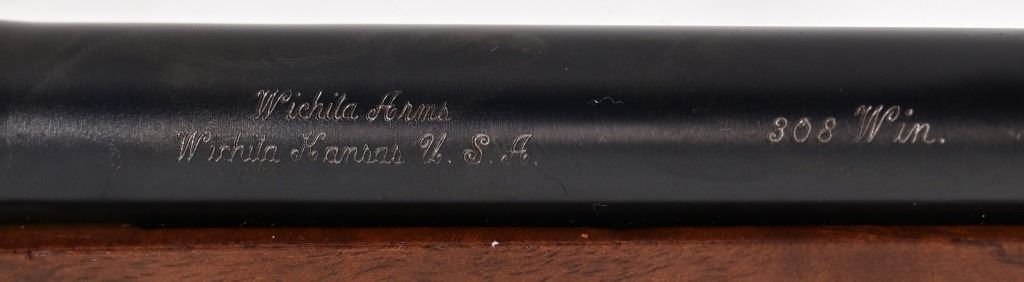 Wichita Arms
Wichita Kansas U. S. A.
308 Win.